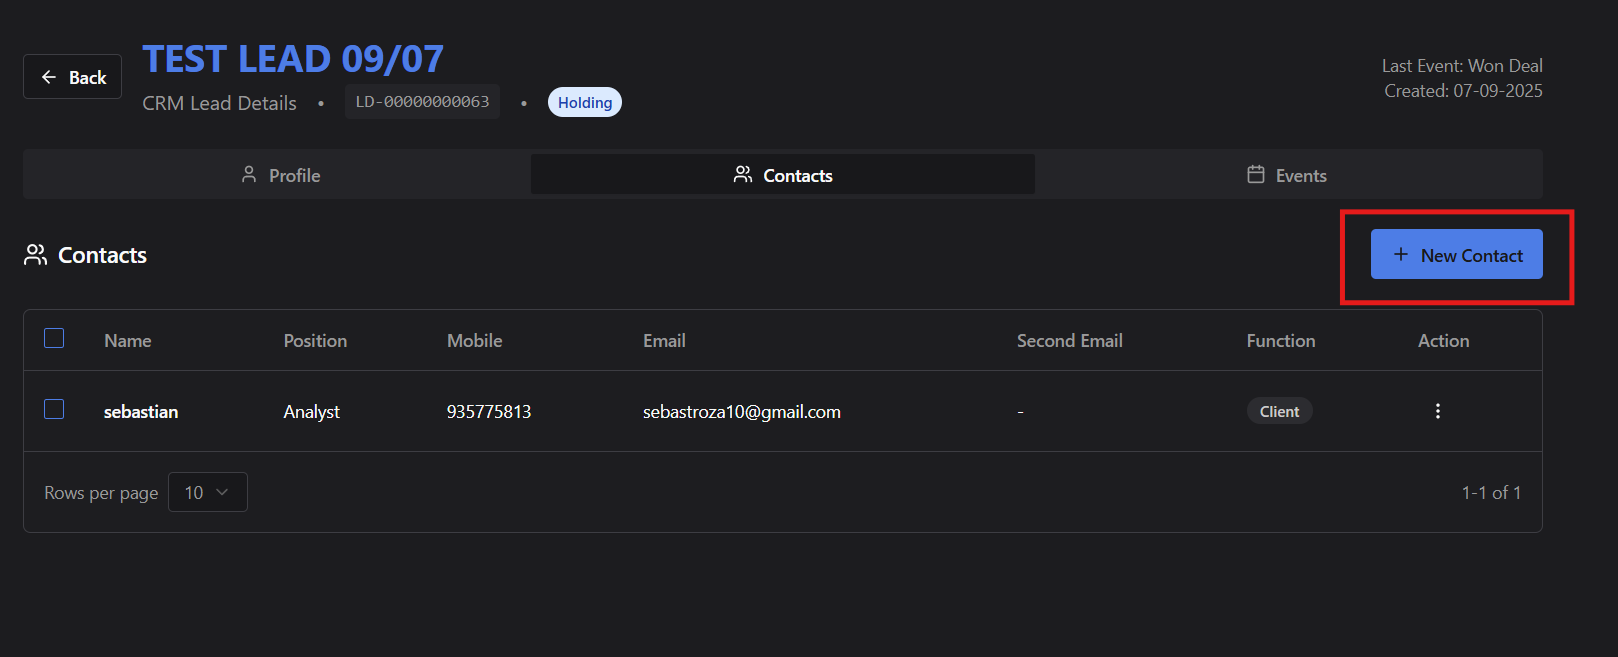 Back
TEST LEAD 09/07
CRM Lead Details • LD-00000000063 • Holding
Last Event: Won Deal
Created: 07-09-2025
Profile Contacts Events
Contacts
+ New Contact
Name Position Mobile Email Second Email Function Action
sebastian Analyst 935775813 sebastroza10@gmail.com - Client
Rows per page 10 1-1 of 1